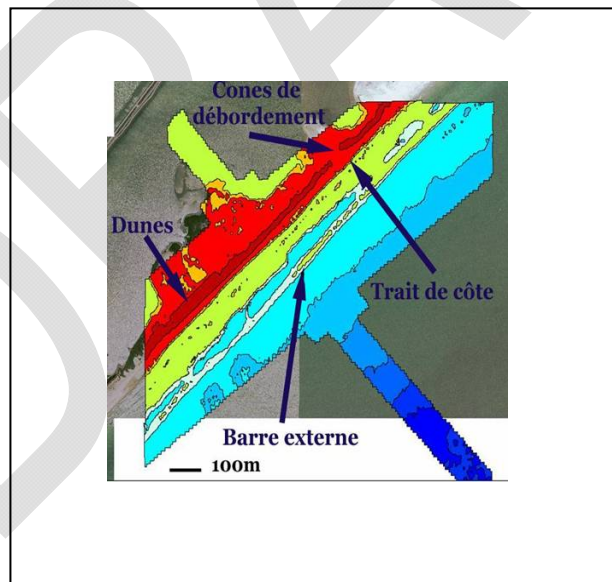 Cones de
débordement
Dunes
Trait de côte
Barre externe
100m